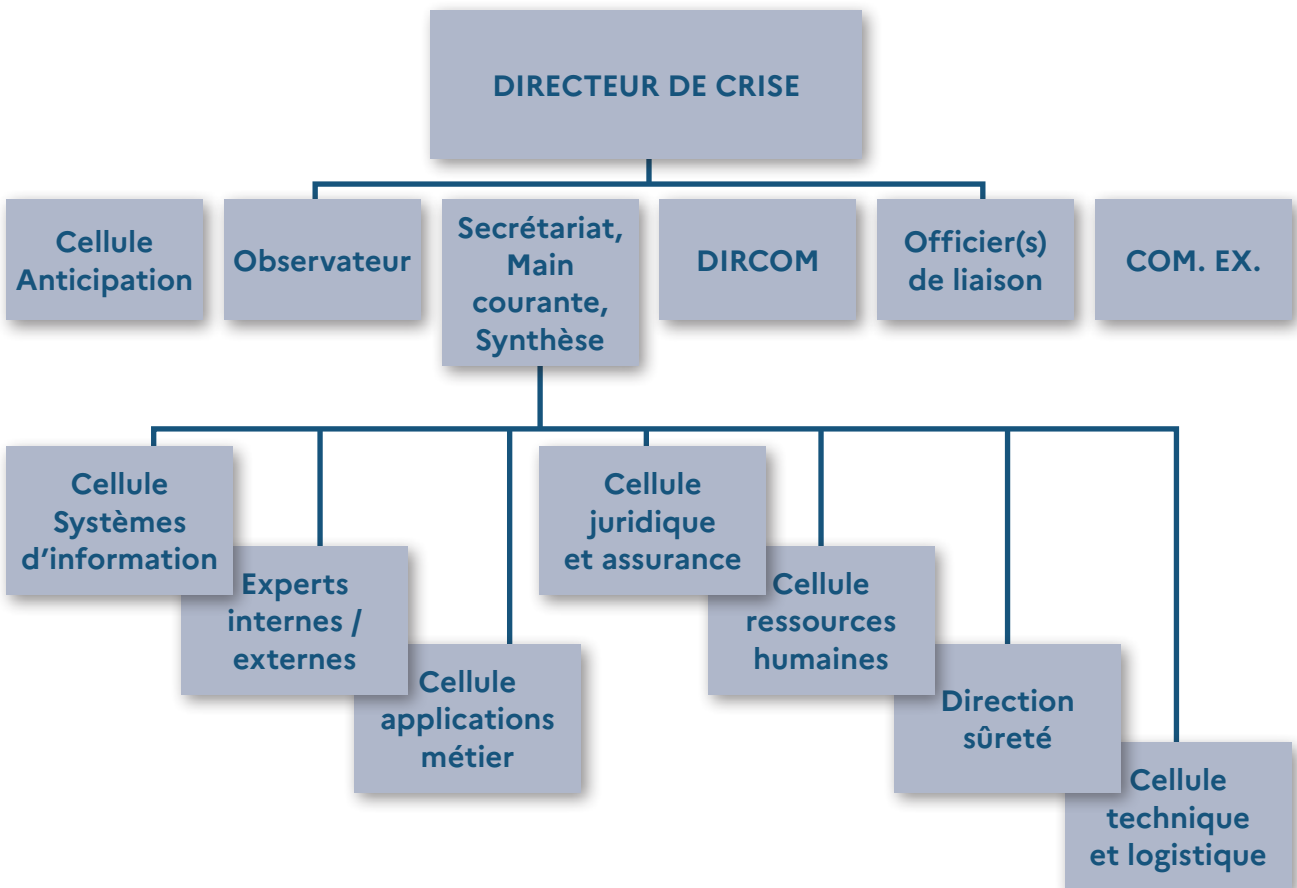 DIRECTEUR DE CRISE
Cellule
Anticipation
Observateur
Secrétariat,
Main
courante,
Synthèse
DIRCOM
Officier(s)
de liaison
COM. EX.
Cellule
Systèmes
d’information
Experts
internes /
externes
Cellule
applications
métier
Cellule
juridique
et assurance
Cellule
ressources
humaines
Direction
sûreté
Cellule
technique
et logistique